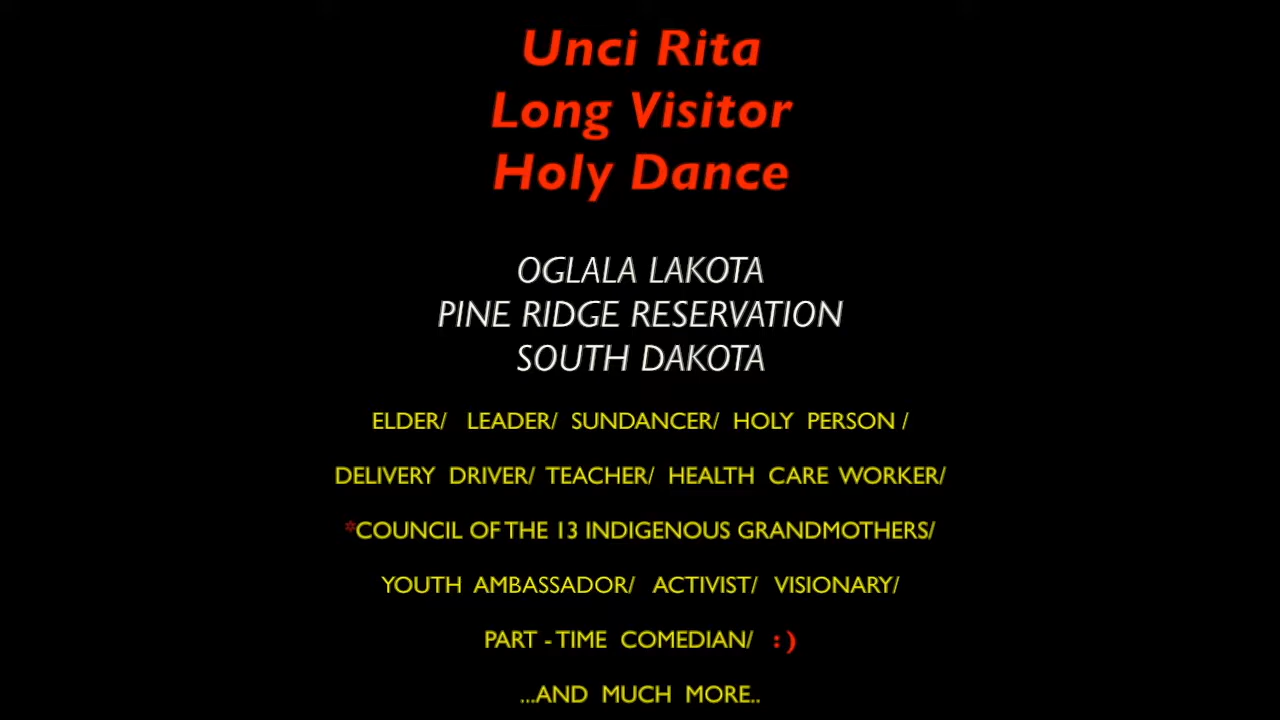 Unci Rita
Long Visitor
Holy Dance
OGLALA LAKOTA
PINE RIDGE RESERVATION
SOUTH DAKOTA
ELDER/ LEADER/ SUNDANCER/ HOLY PERSON /
DELIVERY DRIVER/ TEACHER/ HEALTH CARE WORKER/
*COUNCIL OF THE 13 INDIGENOUS GRANDMOTHERS/
YOUTH AMBASSADOR/ ACTIVIST/ VISIONARY/
PART - TIME COMEDIAN/ : )
...AND MUCH MORE..